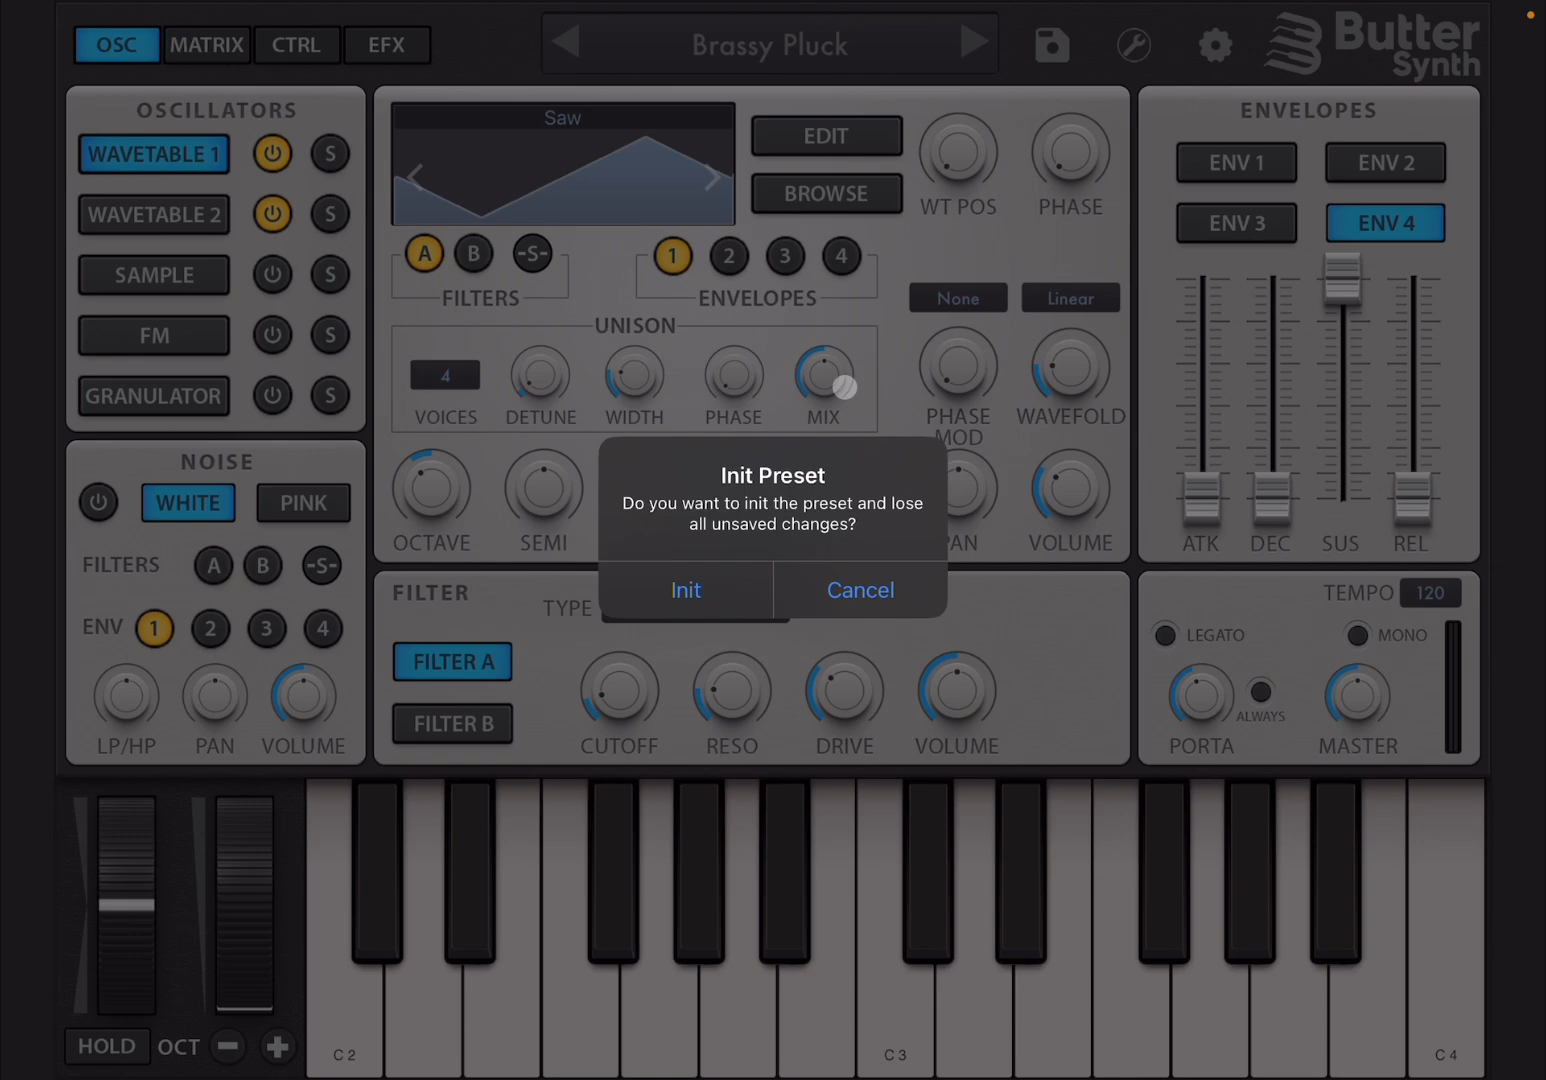 OSC MATRIX CTRL EFX
Brassy Pluck
Butter
Synth
OSCILLATORS
WAVETABLE 1 S
WAVETABLE 2 S
SAMPLE S
FM S
GRANULATOR S
Saw
EDIT
BROWSE
WT POS PHASE
A B -S-
FILTERS
1 2 3 4
ENVELOPES
None Linear
UNISON
4
VOICES DETUNE WIDTH PHASE MIX
PHASE
MOD
WAVEFOLD
OCTAVE SEMI PAN VOLUME
ENVELOPES
ENV 1 ENV 2
ENV 3 ENV 4
ATK DEC SUS REL
Init Preset
Do you want to init the preset and lose
all unsaved changes?
Init Cancel
NOISE
WHITE PINK
FILTERS A B -S-
ENV 1 2 3 4
LP/HP PAN VOLUME
FILTER
TYPE
FILTER A
FILTER B
CUTOFF RESO DRIVE VOLUME
TEMPO 120
LEGATO MONO
ALWAYS
PORTA MASTER
HOLD OCT
C 2 C 3 C 4